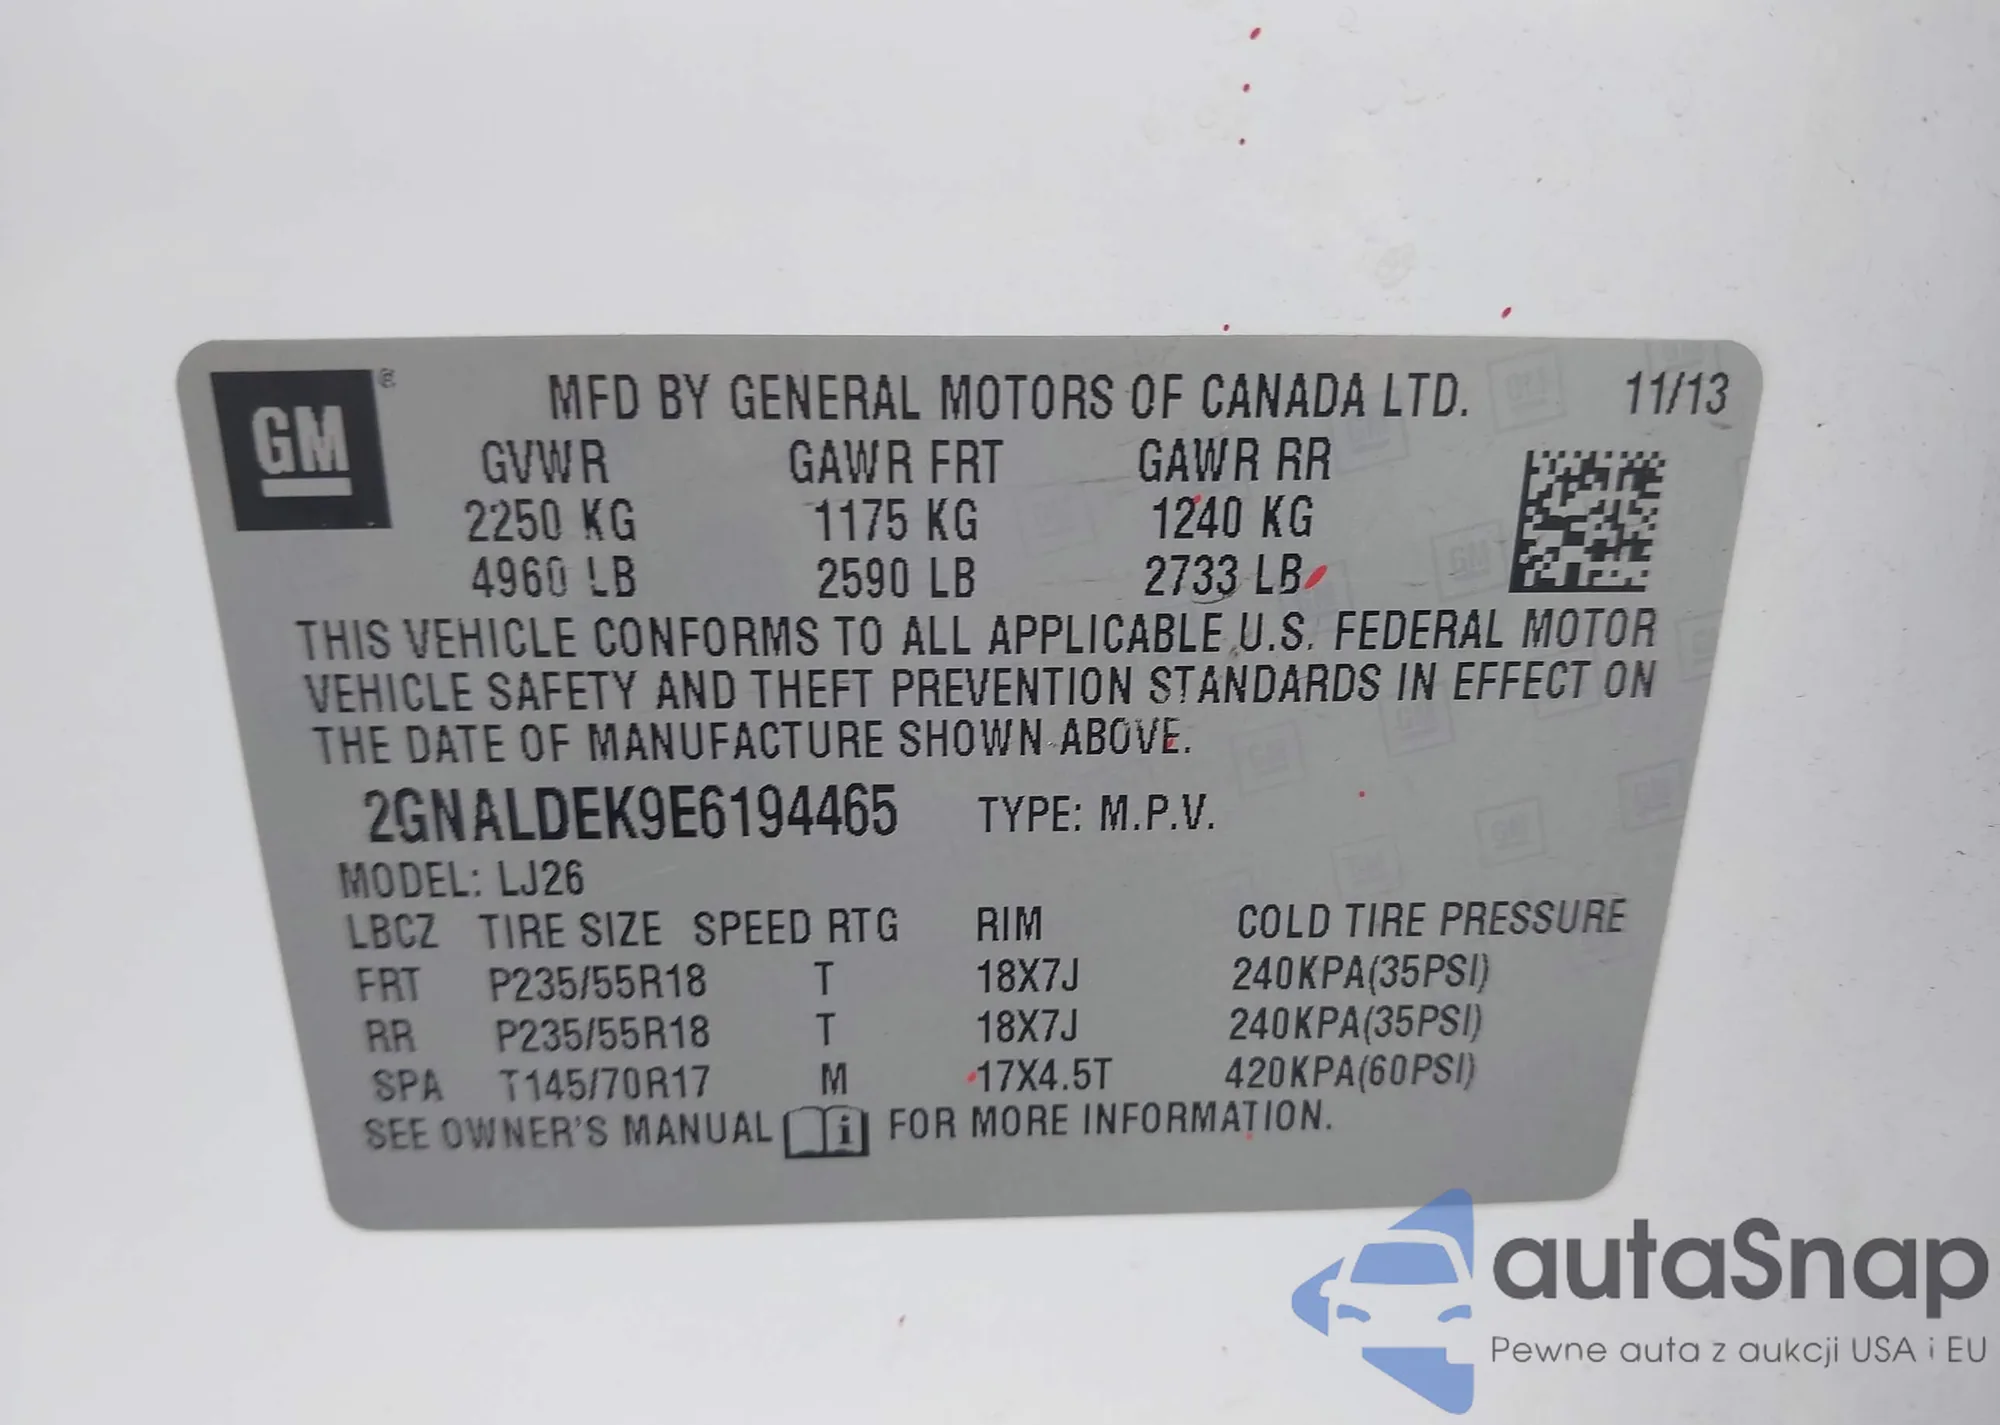 GM ® MFD BY GENERAL MOTORS OF CANADA LTD. 11/13
GVWR GAWR FRT GAWR RR
2250 KG 1175 KG 1240 KG
4960 LB 2590 LB 2733 LB
THIS VEHICLE CONFORMS TO ALL APPLICABLE U.S. FEDERAL MOTOR
VEHICLE SAFETY AND THEFT PREVENTION STANDARDS IN EFFECT ON
THE DATE OF MANUFACTURE SHOWN ABOVE.
2GNALDEK9E6194465 TYPE: M.P.V.
MODEL: LJ26
LBCZ TIRE SIZE SPEED RTG RIM COLD TIRE PRESSURE
FRT P235/55R18 T 18X7J 240KPA(35PSI)
RR P235/55R18 T 18X7J 240KPA(35PSI)
SPA T145/70R17 M 17X4.5T 420KPA(60PSI)
SEE OWNER'S MANUAL i FOR MORE INFORMATION.
autaSnap
Pewne auta z aukcji USA i EU